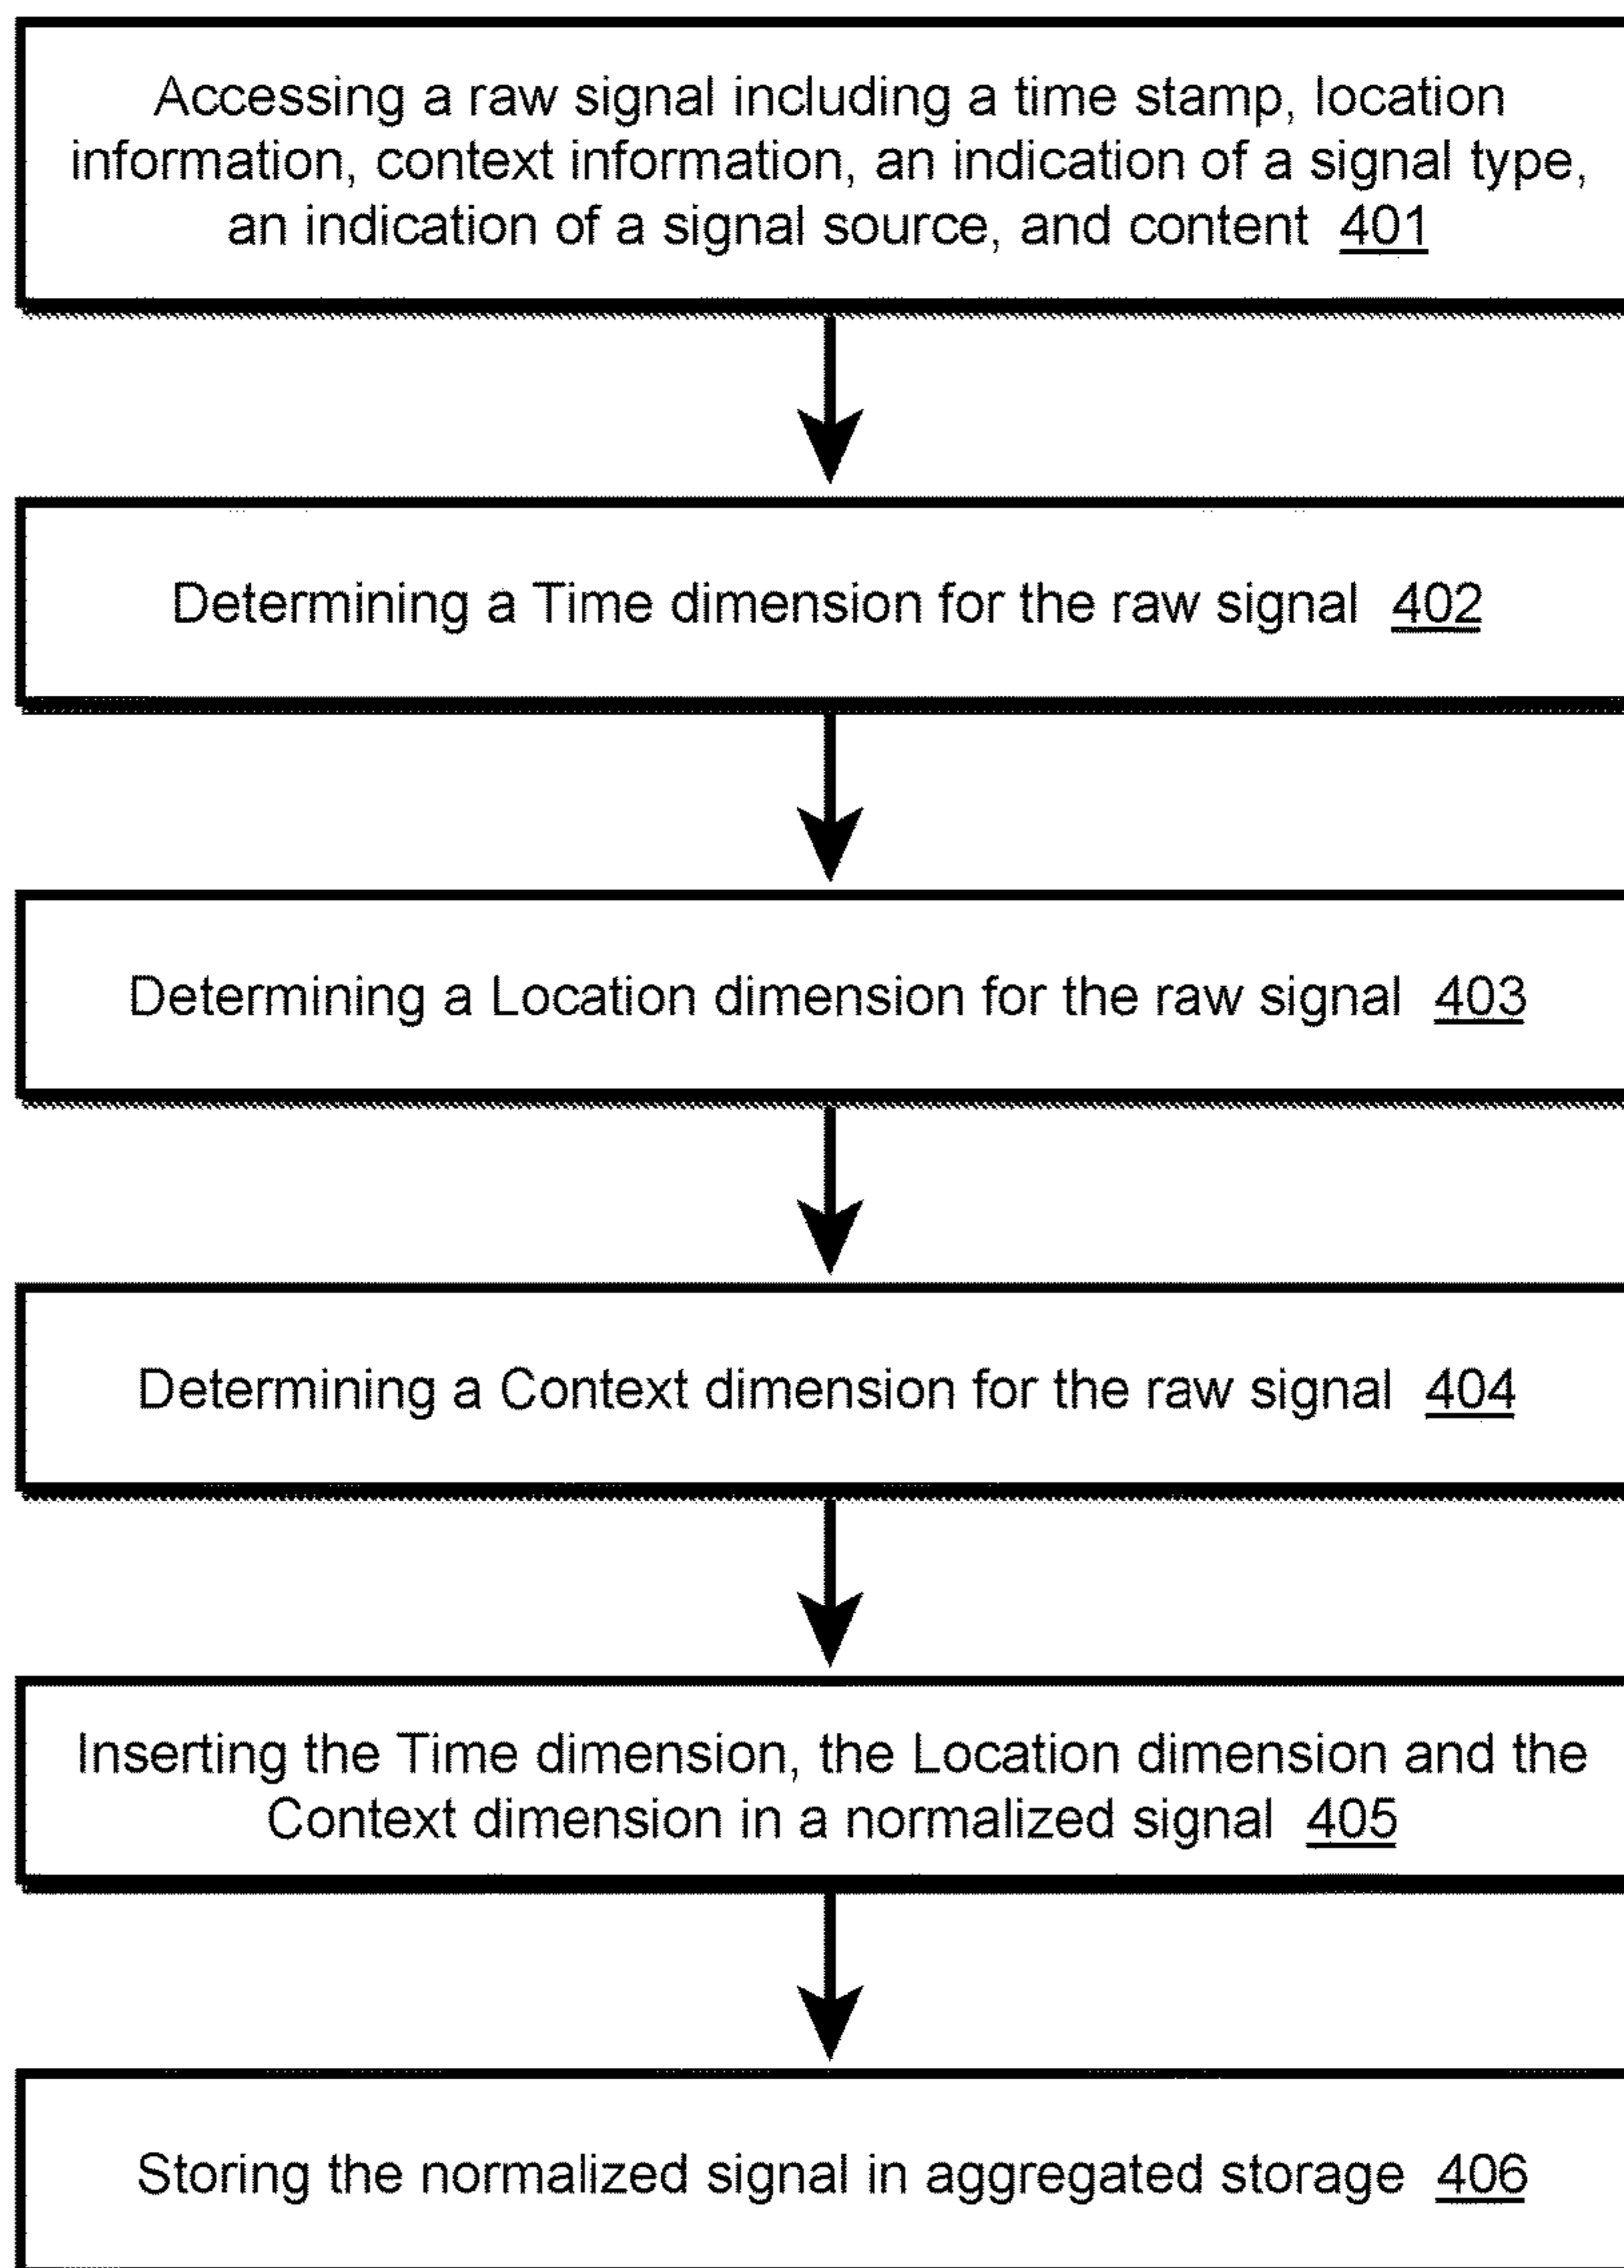 Accessing a raw signal including a time stamp, location
information, context information, an indication of a signal type,
an indication of a signal source, and content 401
Determining a Time dimension for the raw signal 402
Determining a Location dimension for the raw signal 403
Determining a Context dimension for the raw signal 404
Inserting the Time dimension, the Location dimension and the
Context dimension in a normalized signal 405
Storing the normalized signal in aggregated storage 406